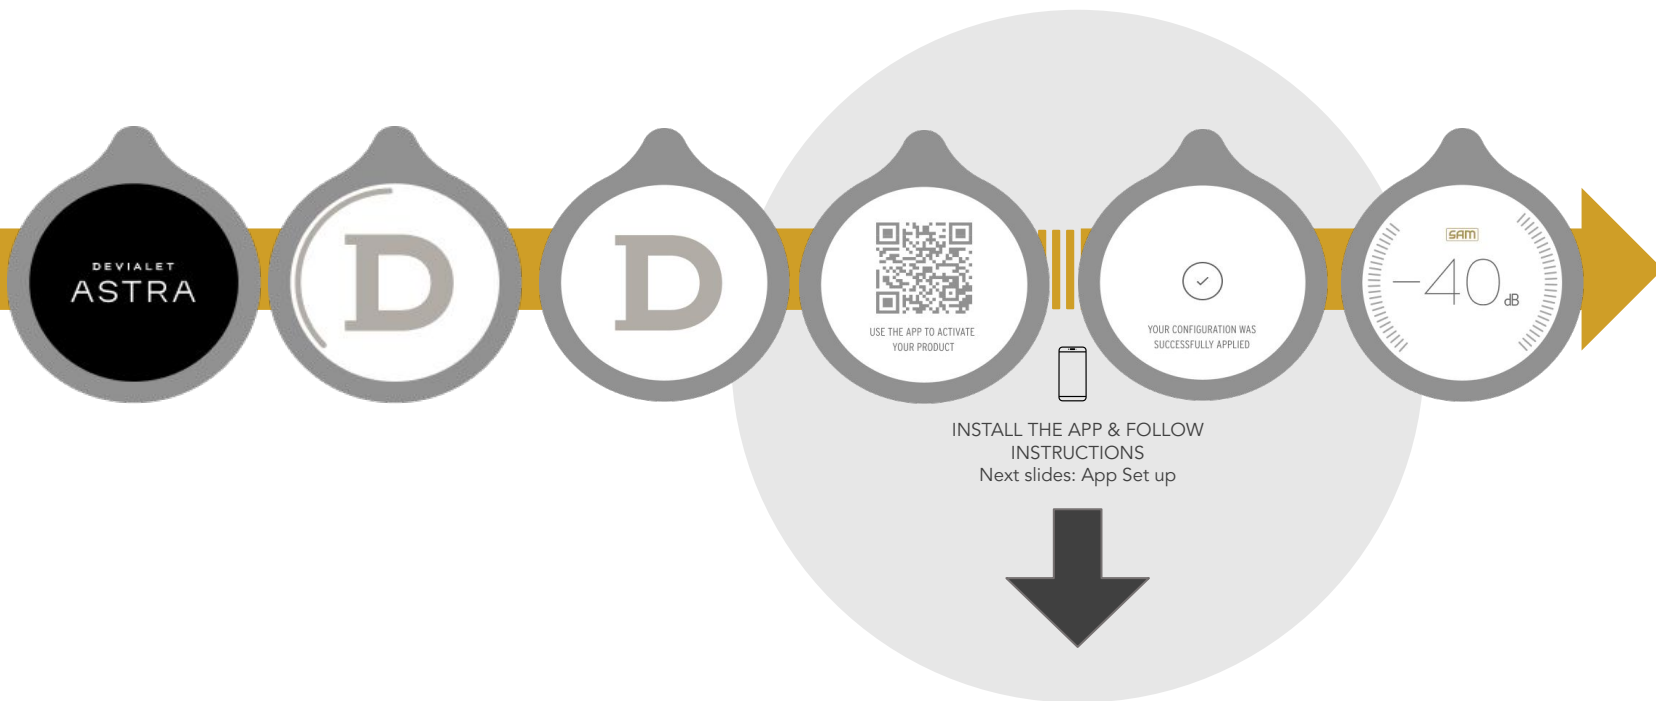 DEVIALET
ASTRA
D
D
USE THE APP TO ACTIVATE
YOUR PRODUCT
YOUR CONFIGURATION WAS
SUCCESSFULLY APPLIED
SAM
-40 dB
INSTALL THE APP & FOLLOW
INSTRUCTIONS
Next slides: App Set up